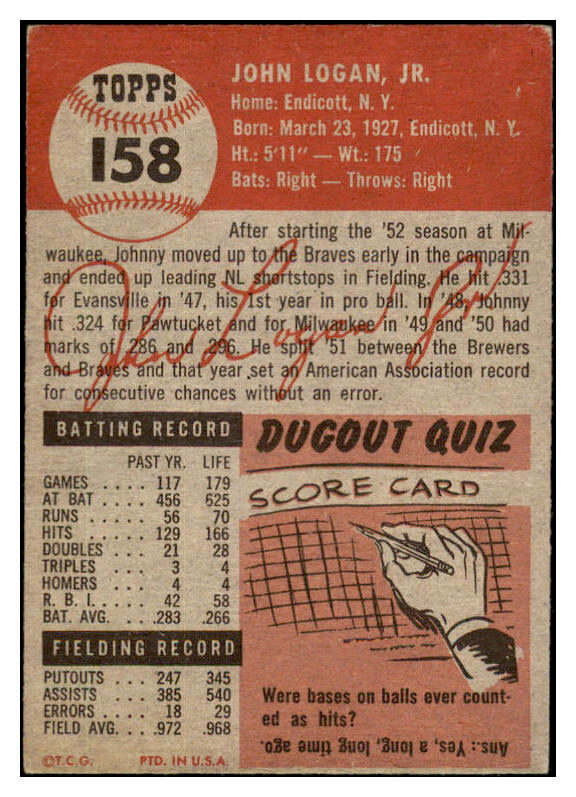 TOPPS
158
JOHN LOGAN, JR.
Home: Endicott, N. Y.
Born: March 23, 1927, Endicott, N. Y.
Ht.: 5'11" — Wt.: 175
Bats: Right — Throws: Right
After starting the '52 season at Mil-
waukee, Johnny moved up to the Braves early in the campaign
and ended up leading NL shortstops in Fielding. He hit .331
for Evansville in '47, his 1st year in pro ball. In '48, Johnny
hit .324 for Pawtucket and for Milwaukee in '49 and '50 had
marks of .286 and .296. He split '51 between the Brewers
and Braves and that year set an American Association record
for consecutive chances without an error.
John Logan Jr.
BATTING RECORD
PAST YR. LIFE
GAMES .... 117 179
AT BAT .... 456 625
RUNS ..... 56 70
HITS ..... 129 166
DOUBLES ... 21 28
TRIPLES ... 3 4
HOMERS ... 4 4
R. B. I. .... 42 58
BAT. AVG. ... .283 .266
FIELDING RECORD
PUTOUTS ... 247 345
ASSISTS ... 385 540
ERRORS .... 18 29
FIELD AVG. ... .972 .968
©T.C.G. PTD. IN U.S.A.
DUGOUT QUIZ
SCORE CARD
Were bases on balls ever count-
ed as hits?
Ans.: Yes, a long, long time ago.